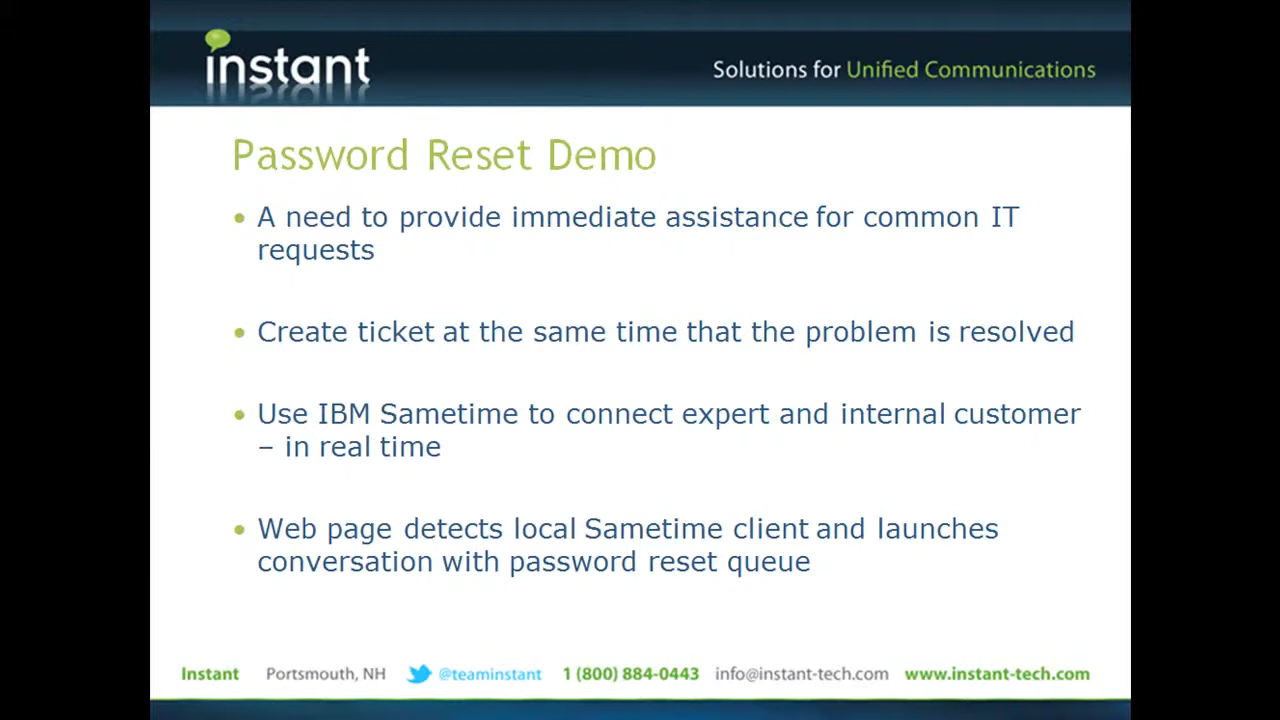 instant
Solutions for Unified Communications
Password Reset Demo
• A need to provide immediate assistance for common IT
requests
• Create ticket at the same time that the problem is resolved
• Use IBM Sametime to connect expert and internal customer
– in real time
• Web page detects local Sametime client and launches
conversation with password reset queue
Instant Portsmouth, NH @teaminstant 1 (800) 884-0443 info@instant-tech.com www.instant-tech.com